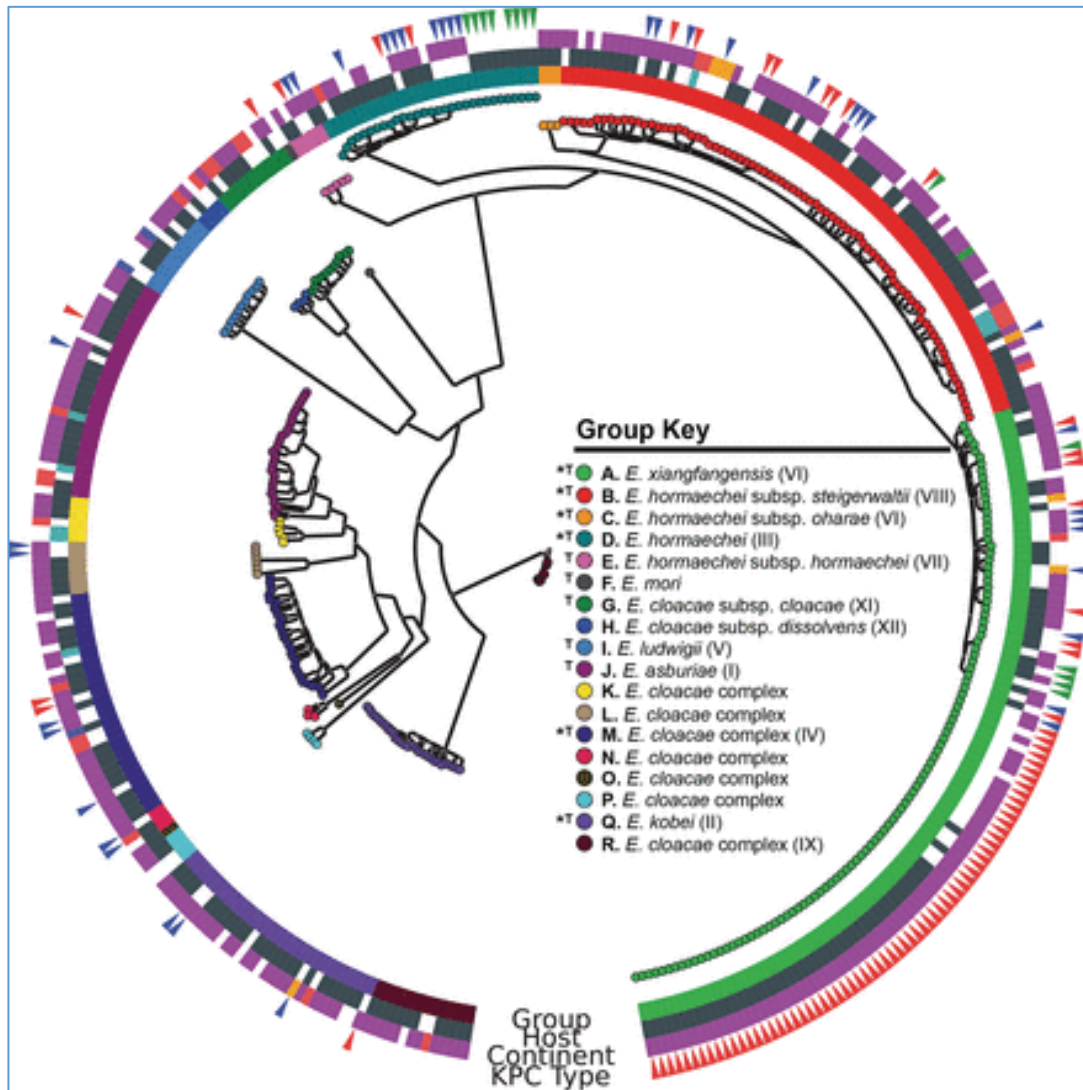 Group Key
*T A. E. xiangfangensis (VI)
*T B. E. hormaechei subsp. steigerwaltii (VIII)
*T C. E. hormaechei subsp. oharae (VI)
*T D. E. hormaechei (III)
T E. E. hormaechei subsp. hormaechei (VII)
T F. E. mori
T G. E. cloacae subsp. cloacae (XI)
H. E. cloacae subsp. dissolvens (XII)
T I. E. ludwigii (V)
T J. E. asburiae (I)
K. E. cloacae complex
L. E. cloacae complex
*T M. E. cloacae complex (IV)
N. E. cloacae complex
O. E. cloacae complex
P. E. cloacae complex
*T Q. E. kobei (II)
R. E. cloacae complex (IX)
Group
Host
Continent
KPC Type